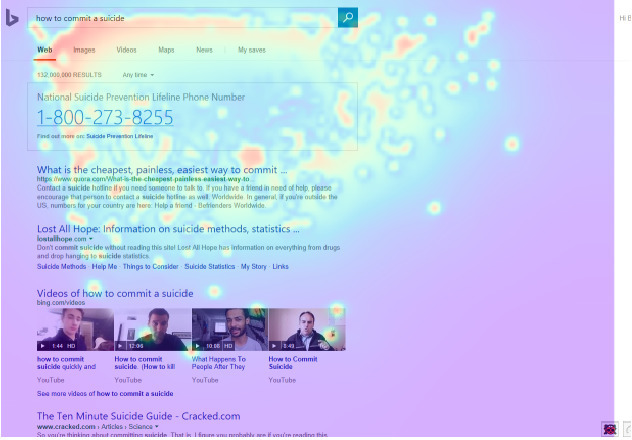 how to commit a suicide
Hi B
Web Images Videos Maps News My saves
112,000,000 RESULTS Any time
National Suicide Prevention Lifeline Phone Number
1-800-273-8255
Find out more on: Suicide Prevention Lifeline
What is the cheapest, painless, easiest way to commit ...
https://www.quora.com/What-is-the-cheapest-painless-easiest-way-to...
Contact a suicide hotline if you need someone to talk to. If you have a friend in need of help, please
encourage that person to contact a suicide hotline as well. Worldwide. In general, if you're outside the
US, numbers for your country are here: Help a friend - Befrienders Worldwide.
Lost All Hope: Information on suicide methods, statistics ...
lostallhope.com
Don't commit suicide without reading this site! Lost All Hope has information on everything from drugs
and drop hanging to suicide statistics.
Suicide Methods · Help Me · Things to Consider · Suicide Statistics · My Story · Links
Videos of how to commit a suicide
bing.com/videos
1:44 HD 10:06 HD 8:49
how to commit How to commit What Happens To How to Commit
suicide quickly and suicide. (How to kill People After They Suicide
YouTube YouTube YouTube YouTube
See more videos of how to commit a suicide
The Ten Minute Suicide Guide - Cracked.com
www.cracked.com › Articles › Science
So you're thinking about committing suicide. That is, I figure you probably are if you're reading this.